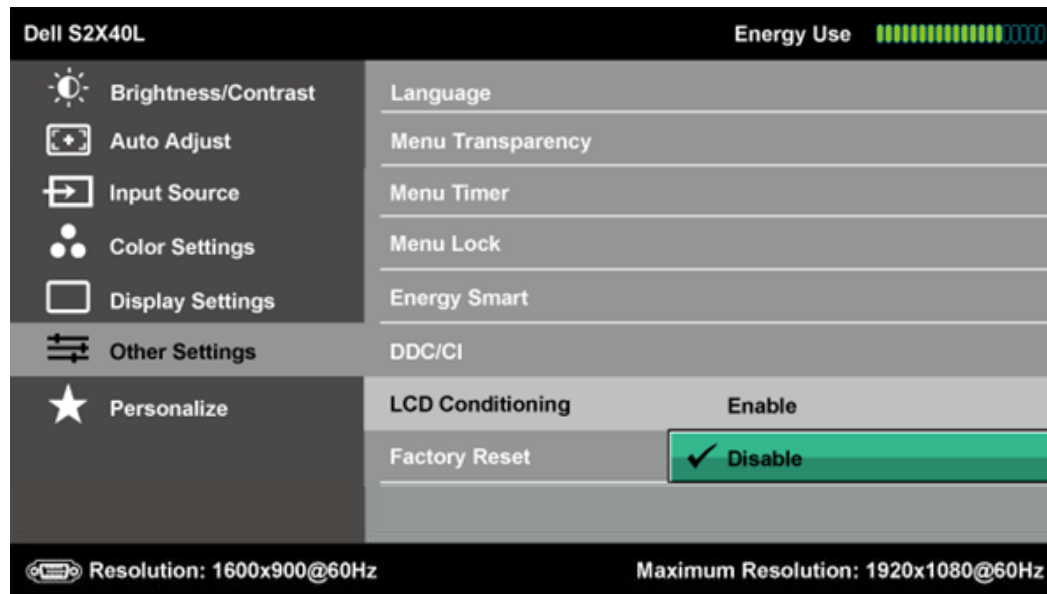 Dell S2X40L Energy Use
Brightness/Contrast Language
Auto Adjust Menu Transparency
Input Source Menu Timer
Color Settings Menu Lock
Display Settings Energy Smart
Other Settings DDC/CI
Personalize LCD Conditioning Enable
Factory Reset Disable
Resolution: 1600x900@60Hz Maximum Resolution: 1920x1080@60Hz